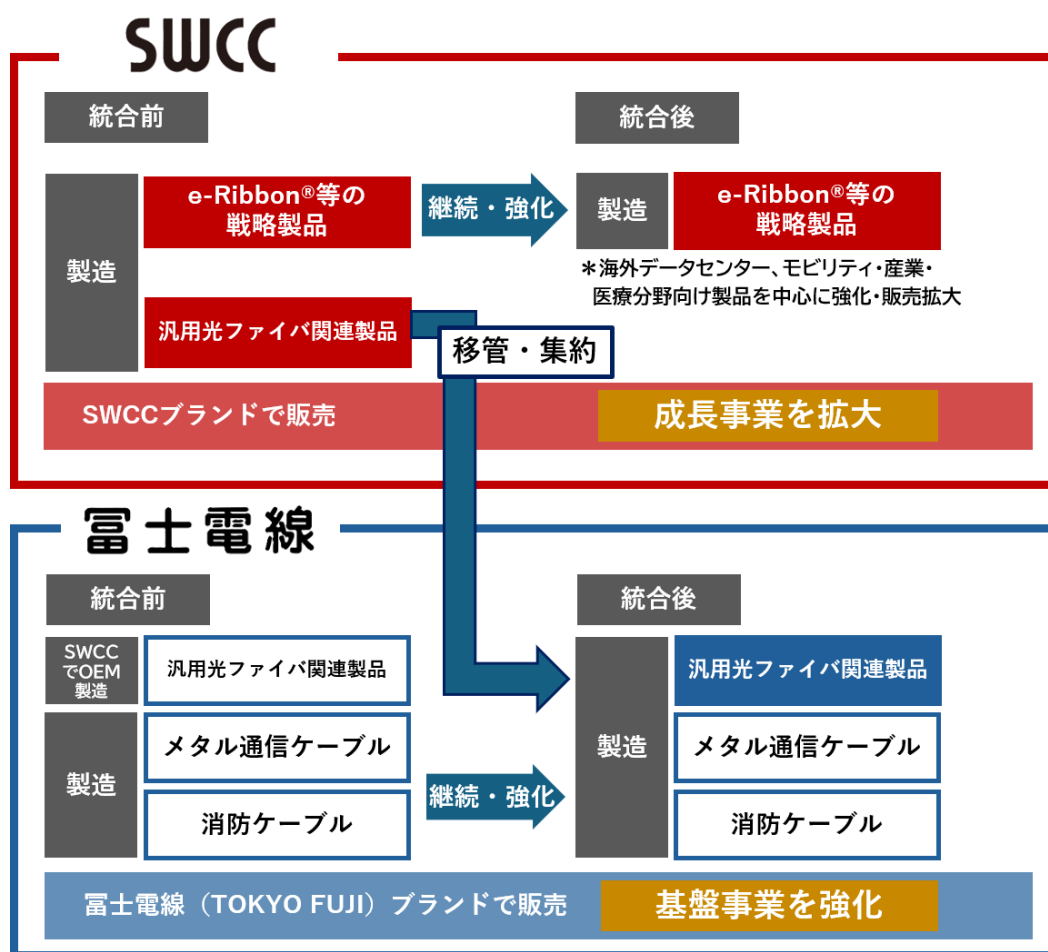 SWCC
統合前
統合後
製造
e-Ribbon®等の
戦略製品
継続・強化
製造
e-Ribbon®等の
戦略製品
＊海外データセンター、モビリティ・産業・
医療分野向け製品を中心に強化・販売拡大
汎用光ファイバ関連製品
移管・集約
SWCCブランドで販売
成長事業を拡大
冨士電線
統合前
統合後
SWCC
でOEM
製造
汎用光ファイバ関連製品
製造
メタル通信ケーブル
消防ケーブル
継続・強化
製造
汎用光ファイバ関連製品
メタル通信ケーブル
消防ケーブル
冨士電線（TOKYO FUJI）ブランドで販売
基盤事業を強化